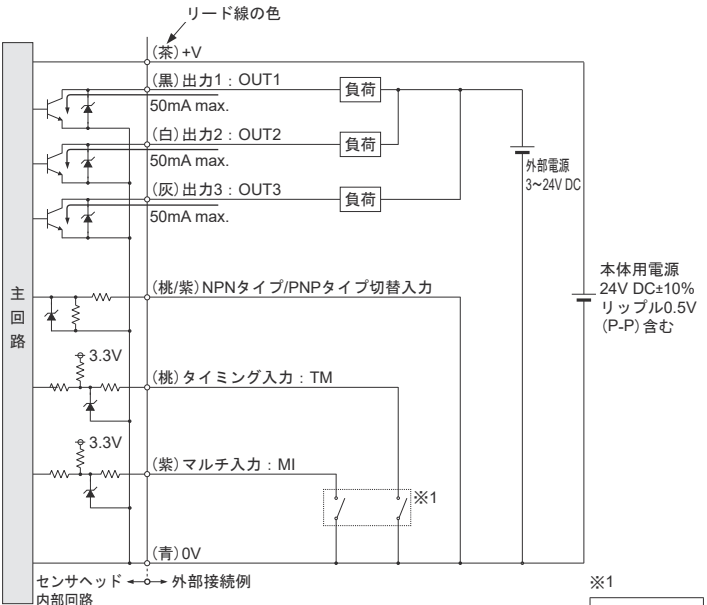 リード線の色
(茶)+V
(黒)出力1：OUT1
負荷
50mA max.
(白)出力2：OUT2
負荷
50mA max.
外部電源
3～24V DC
(灰)出力3：OUT3
負荷
50mA max.
主回路
(桃/紫)NPNタイプ/PNPタイプ切替入力
本体用電源
24V DC±10%
リップル0.5V
(P-P)含む
3.3V
(桃)タイミング入力：TM
3.3V
(紫)マルチ入力：MI
※1
(青)0V
センサヘッド
内部回路
外部接続例
※1